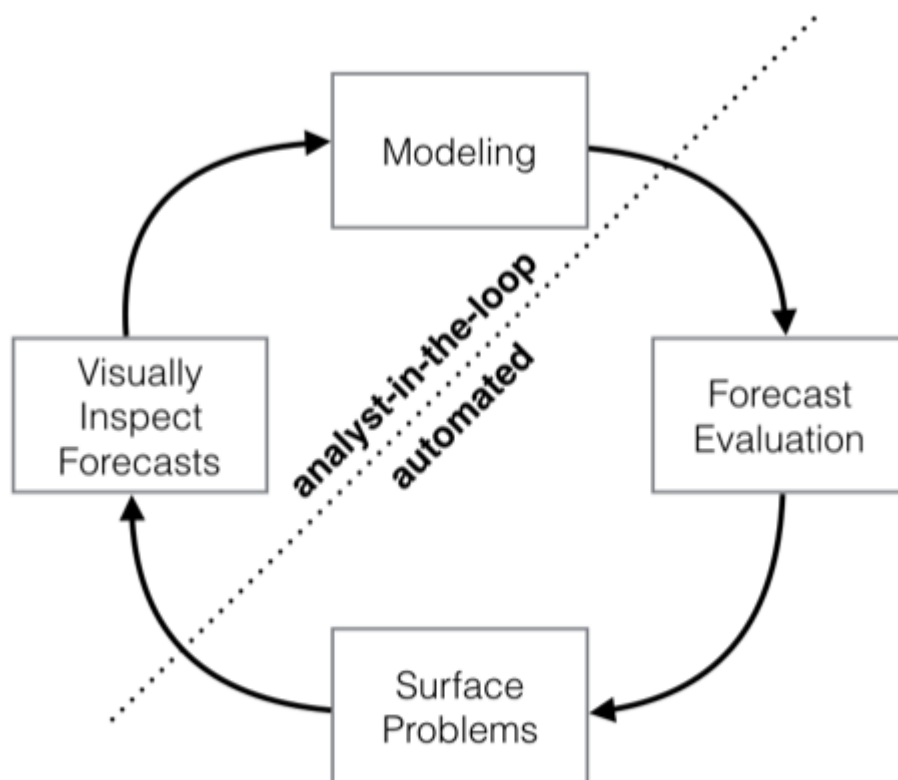 Modeling
analyst-in-the-loop
automated
Visually
Inspect
Forecasts
Forecast
Evaluation
Surface
Problems